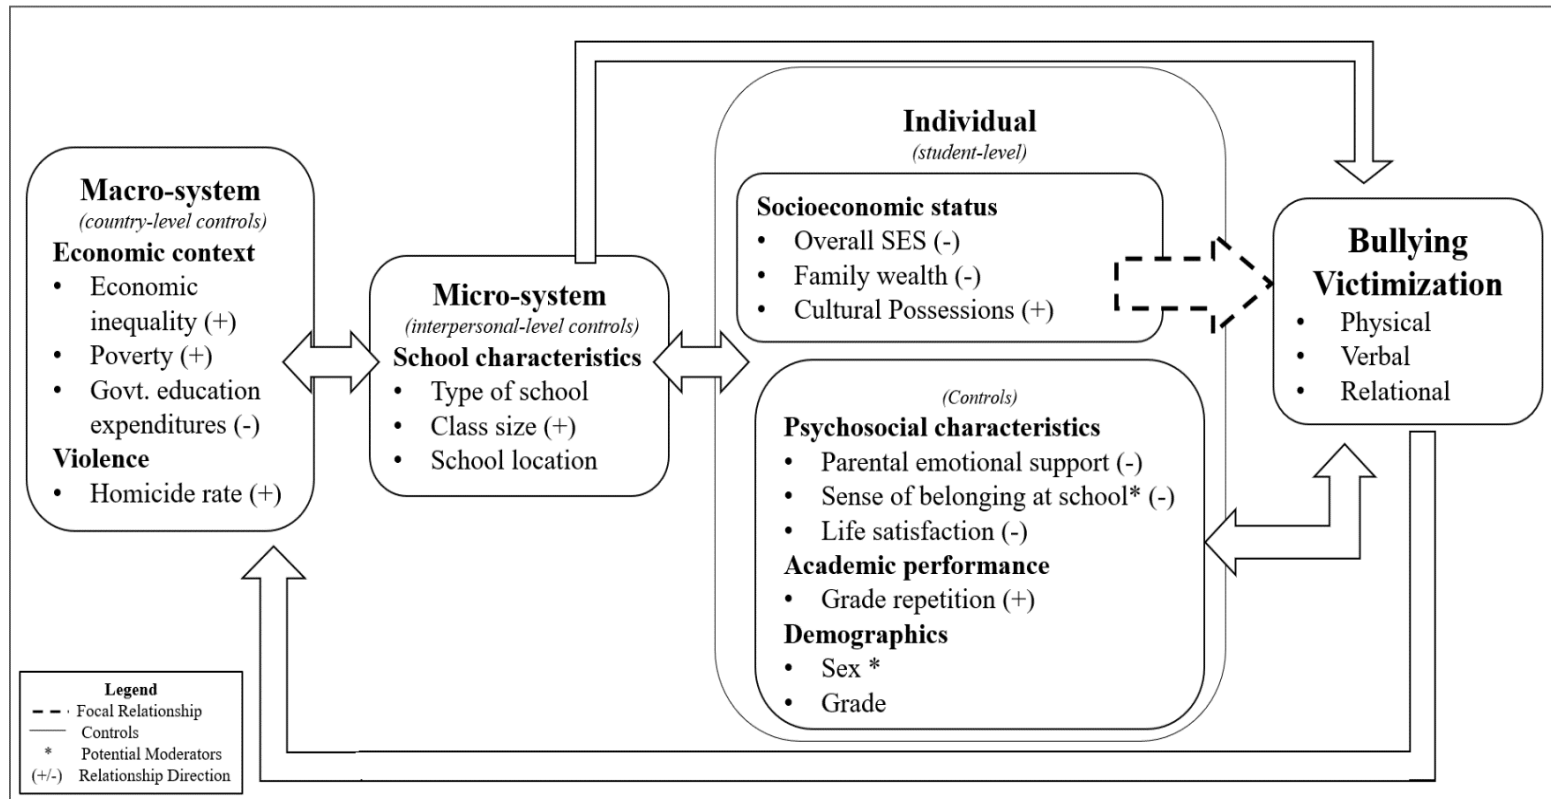 Macro-system
(country-level controls)
Economic context
• Economic
inequality (+)
• Poverty (+)
• Govt. education
expenditures (-)
Violence
• Homicide rate (+)
Micro-system
(interpersonal-level controls)
School characteristics
• Type of school
• Class size (+)
• School location
Individual
(student-level)
Socioeconomic status
• Overall SES (-)
• Family wealth (-)
• Cultural Possessions (+)
(Controls)
Psychosocial characteristics
• Parental emotional support (-)
• Sense of belonging at school* (-)
• Life satisfaction (-)
Academic performance
• Grade repetition (+)
Demographics
• Sex *
• Grade
Bullying
Victimization
• Physical
• Verbal
• Relational
Legend
Focal Relationship
Controls
* Potential Moderators
(+/-) Relationship Direction